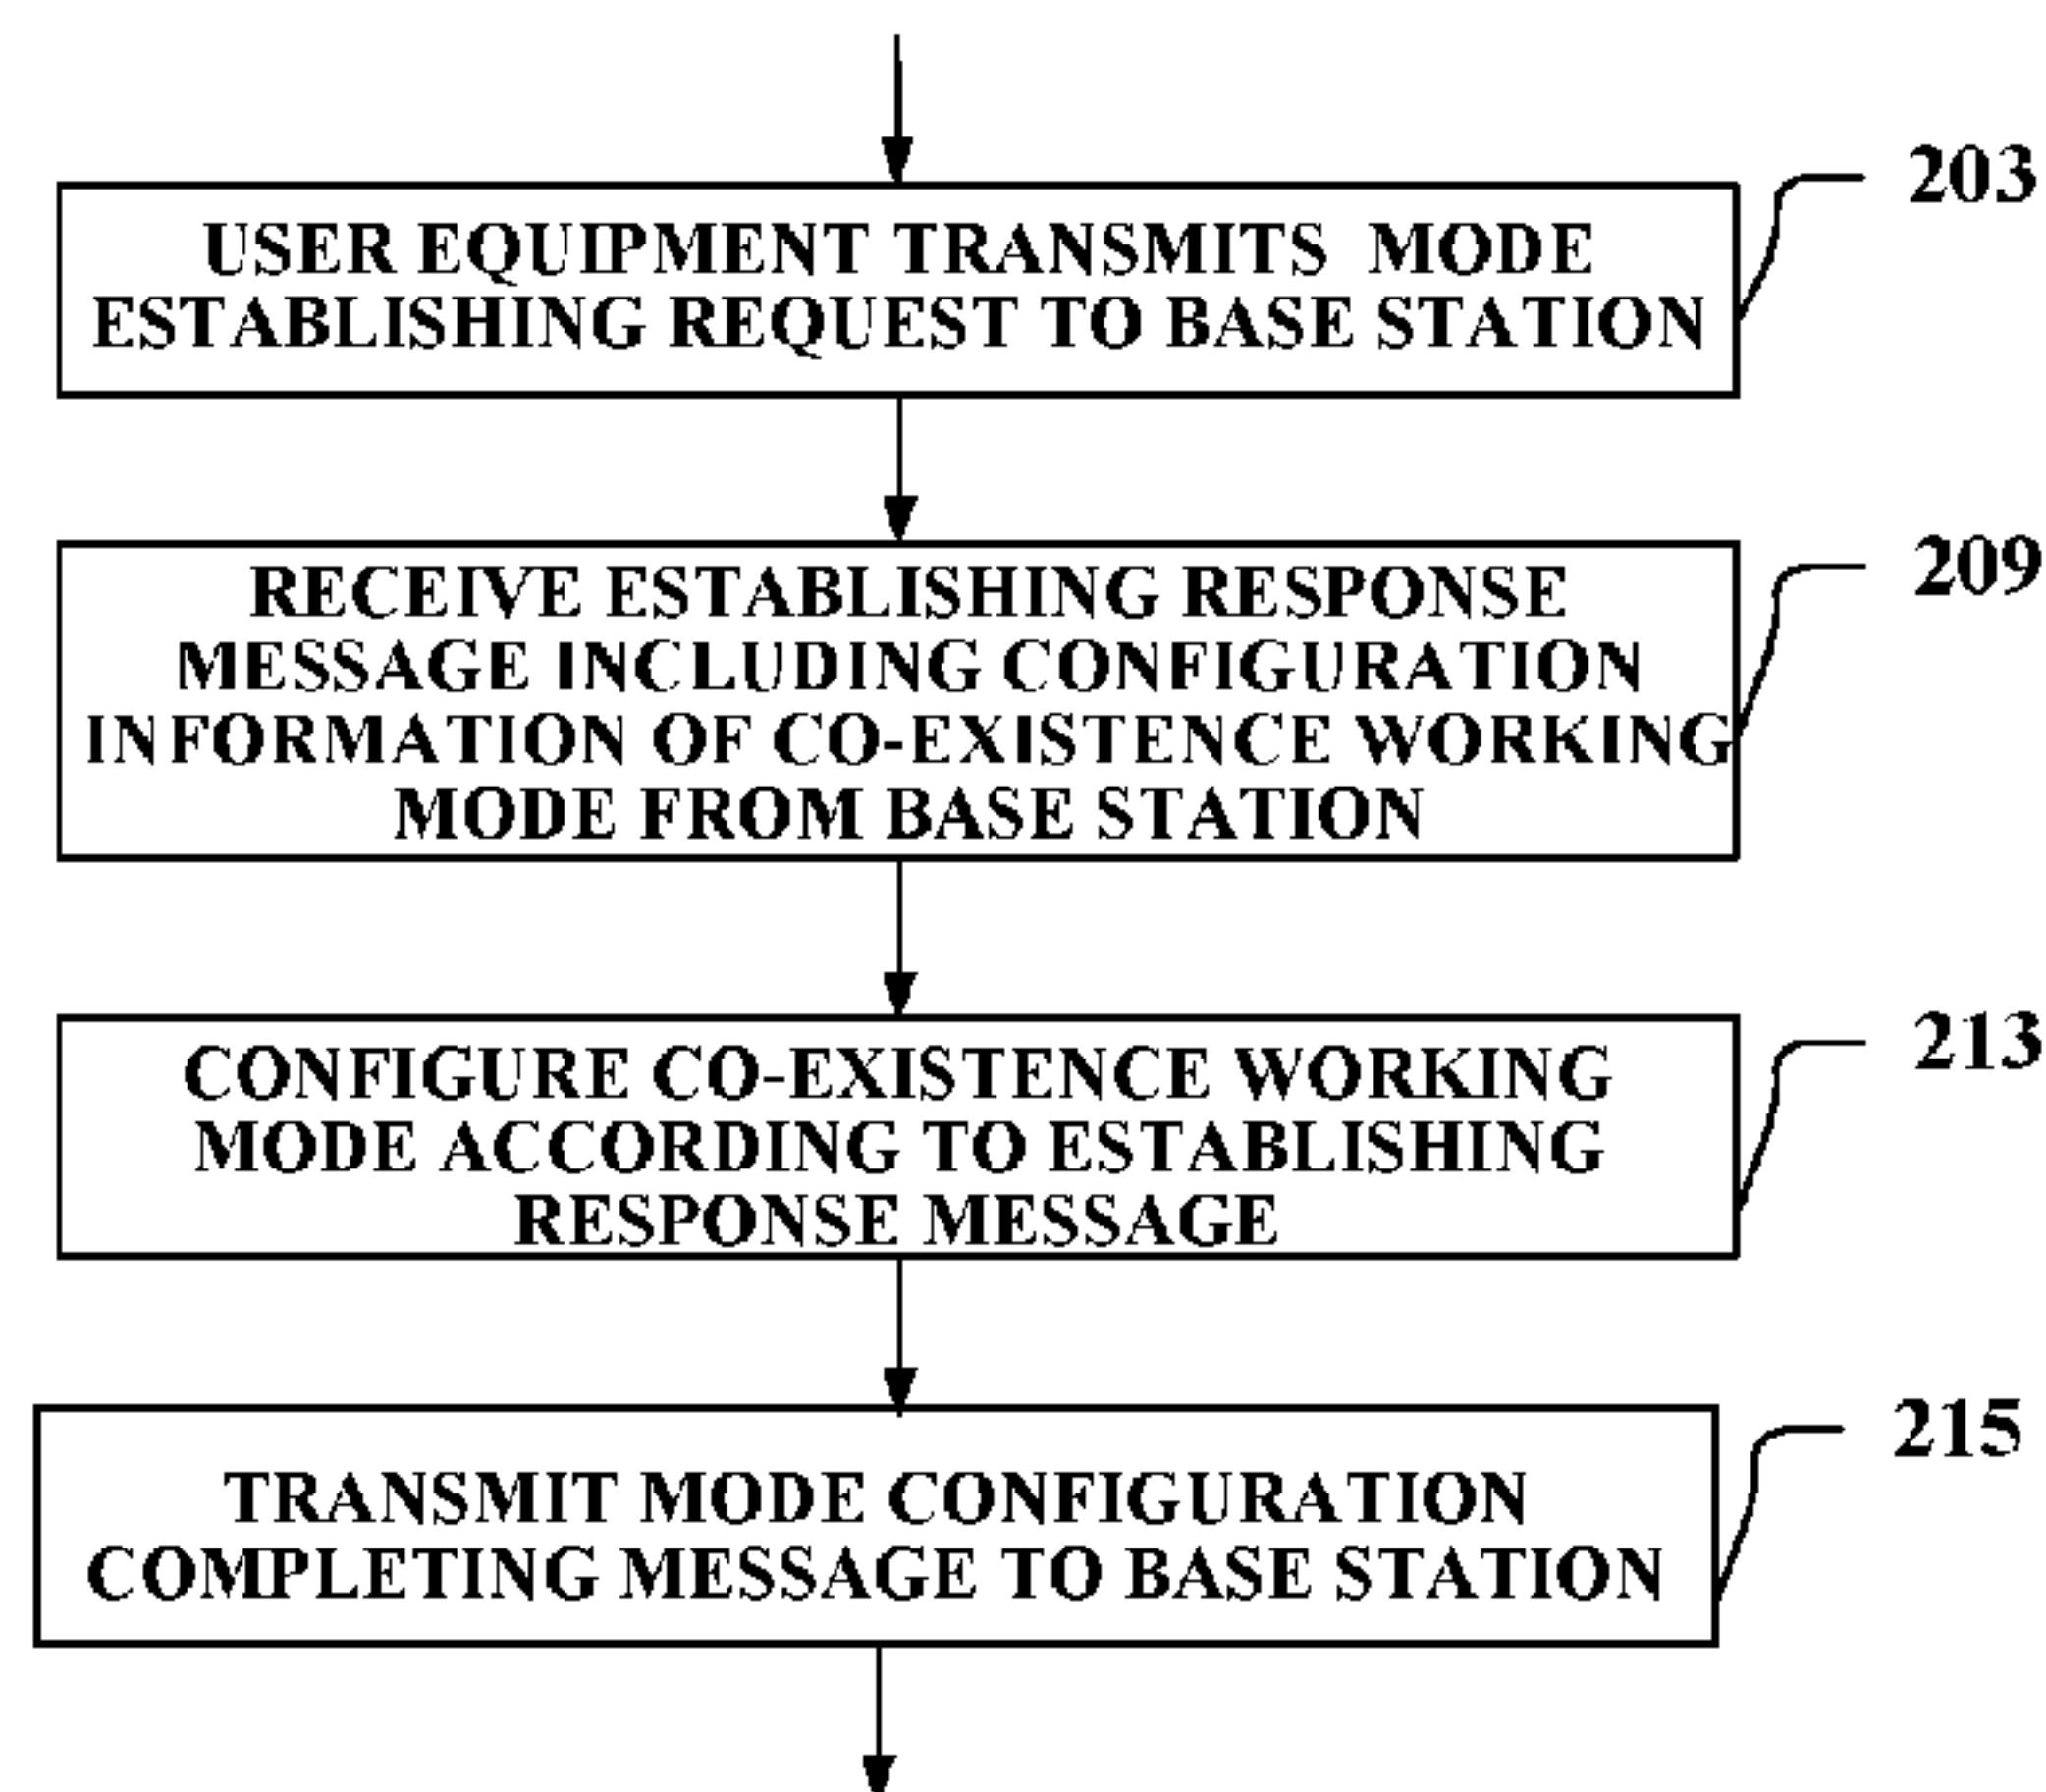 203
USER EQUIPMENT TRANSMITS MODE
ESTABLISHING REQUEST TO BASE STATION
209
RECEIVE ESTABLISHING RESPONSE
MESSAGE INCLUDING CONFIGURATION
INFORMATION OF CO-EXISTENCE WORKING
MODE FROM BASE STATION
213
CONFIGURE CO-EXISTENCE WORKING
MODE ACCORDING TO ESTABLISHING
RESPONSE MESSAGE
215
TRANSMIT MODE CONFIGURATION
COMPLETING MESSAGE TO BASE STATION